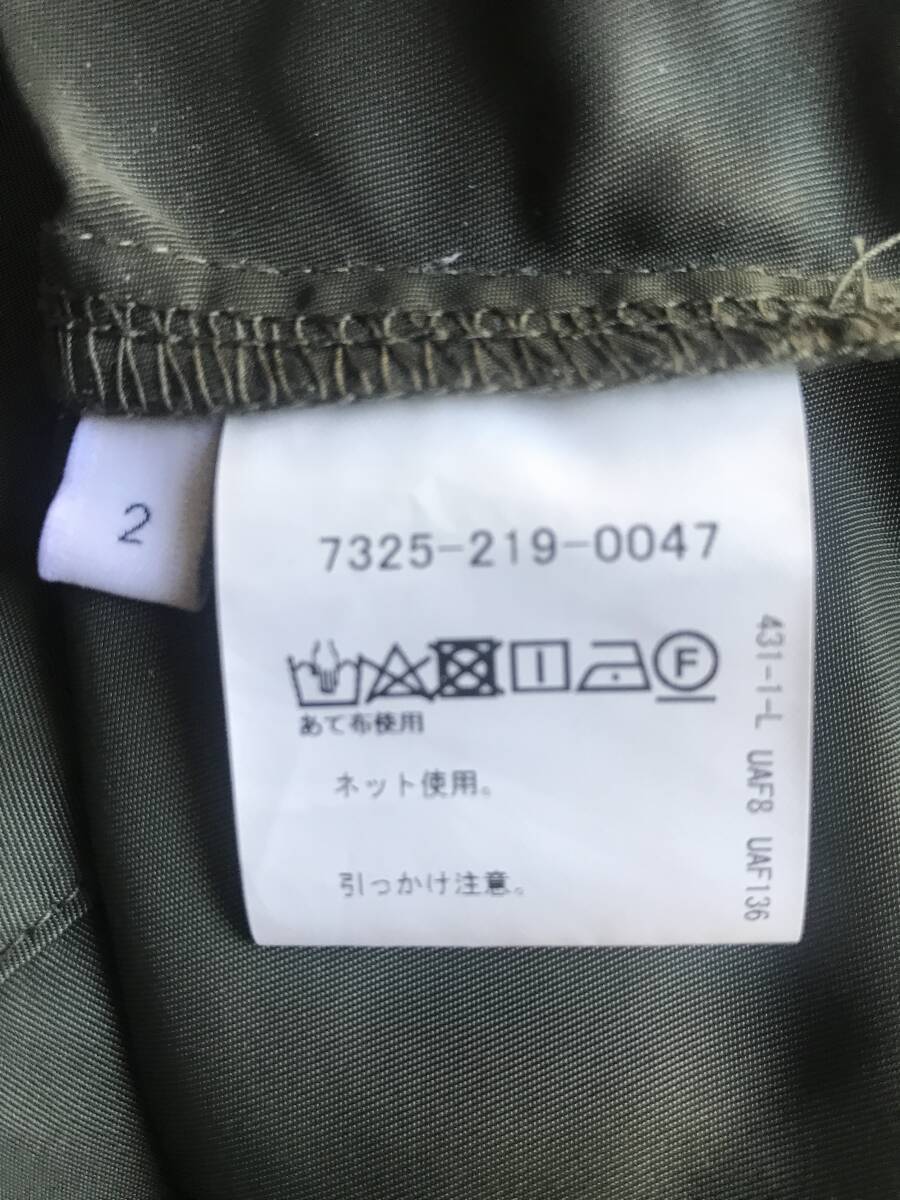 2
7325-219-0047
F
あて布使用
ネット使用。
引っかけ注意。
431-1-L UAF8 UAF136